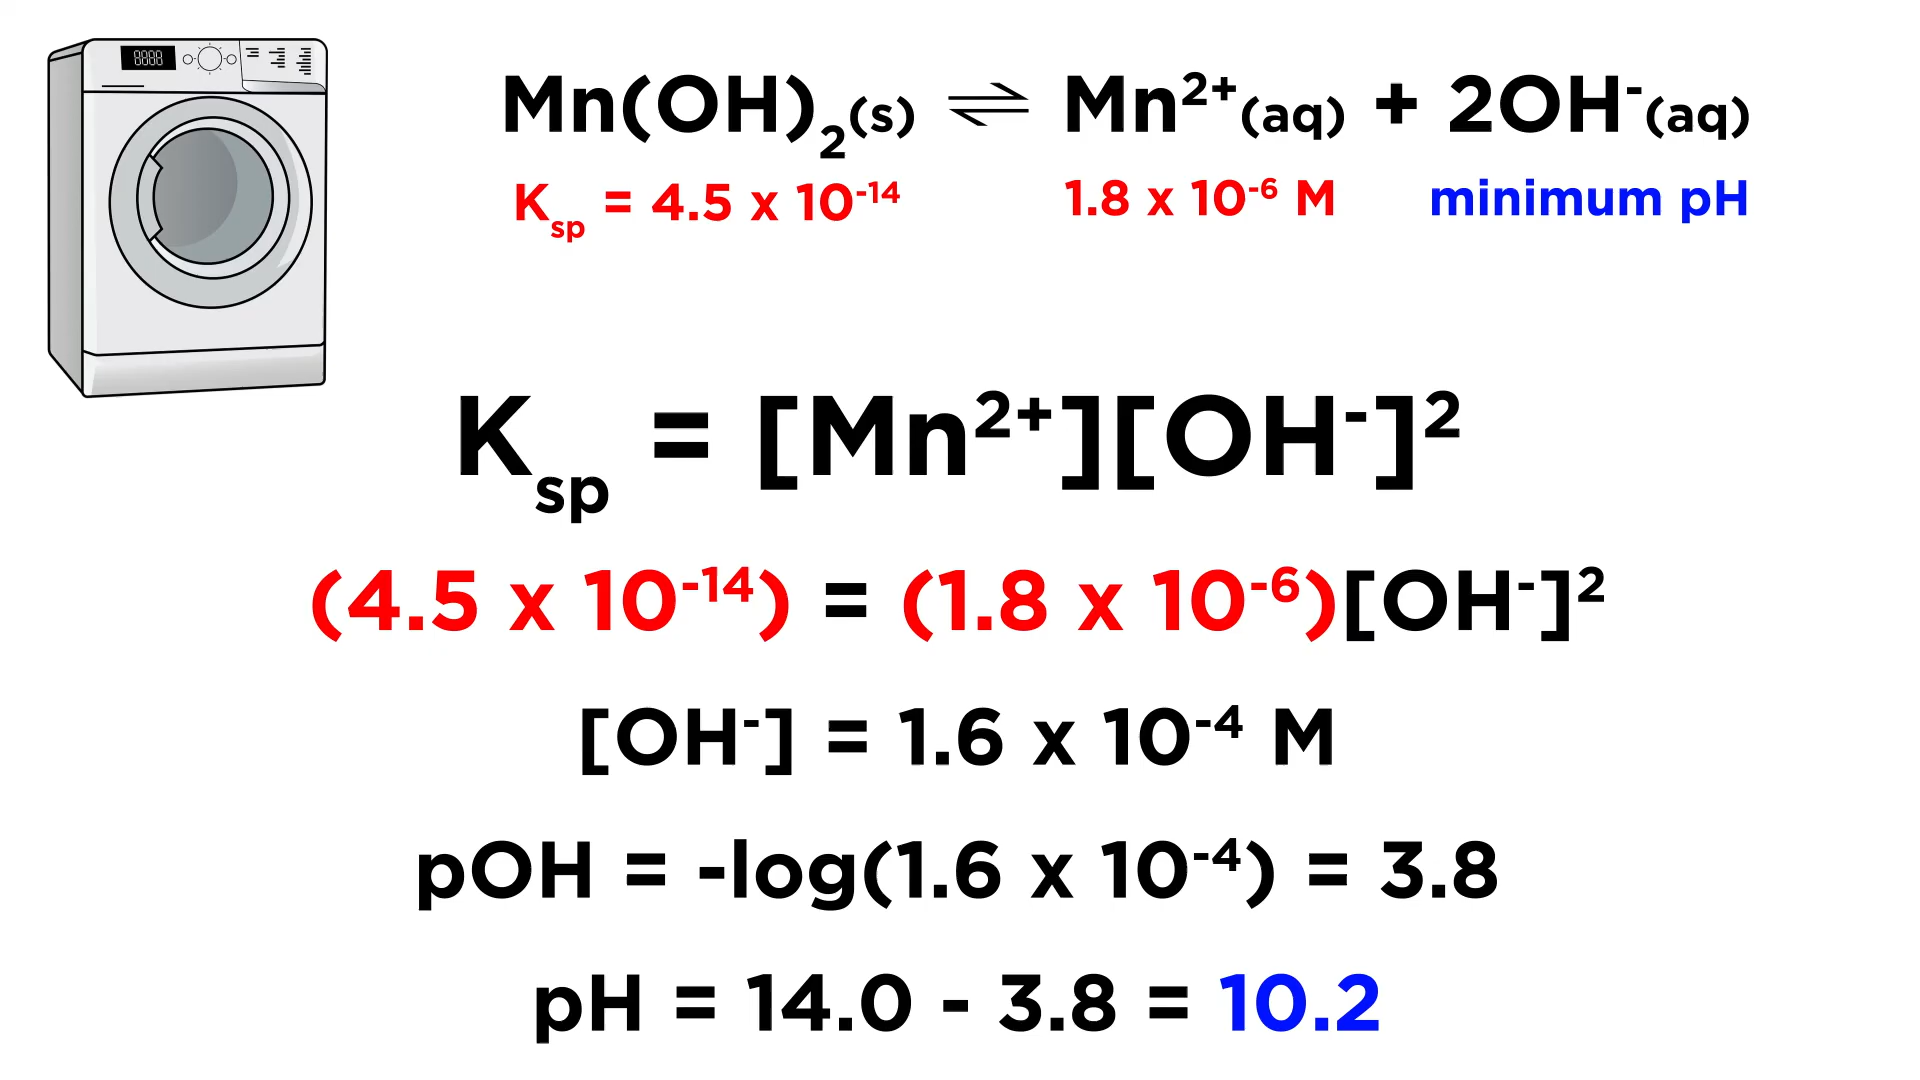 8888
Mn(OH)₂(s) ⇌ Mn²⁺(aq) + 2OH⁻(aq)
Kₛₚ = 4.5 x 10⁻¹⁴ 1.8 x 10⁻⁶ M minimum pH
Kₛₚ = [Mn²⁺][OH⁻]²
(4.5 x 10⁻¹⁴) = (1.8 x 10⁻⁶)[OH⁻]²
[OH⁻] = 1.6 x 10⁻⁴ M
pOH = -log(1.6 x 10⁻⁴) = 3.8
pH = 14.0 - 3.8 = 10.2